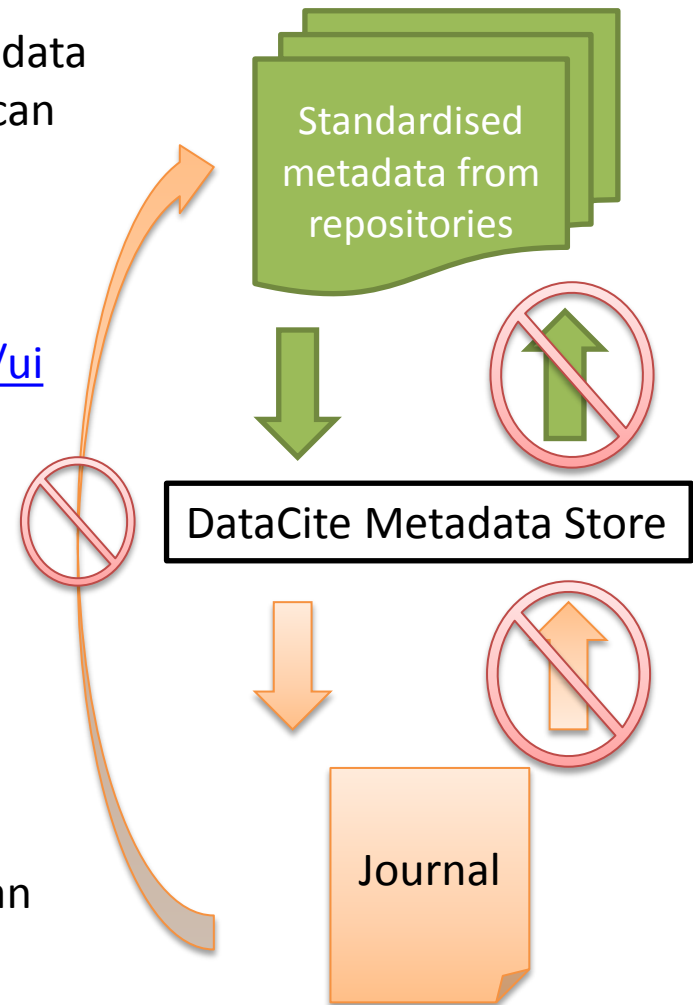 data
can
/ui
Standardised
metadata from
repositories
DataCite Metadata Store
Journal